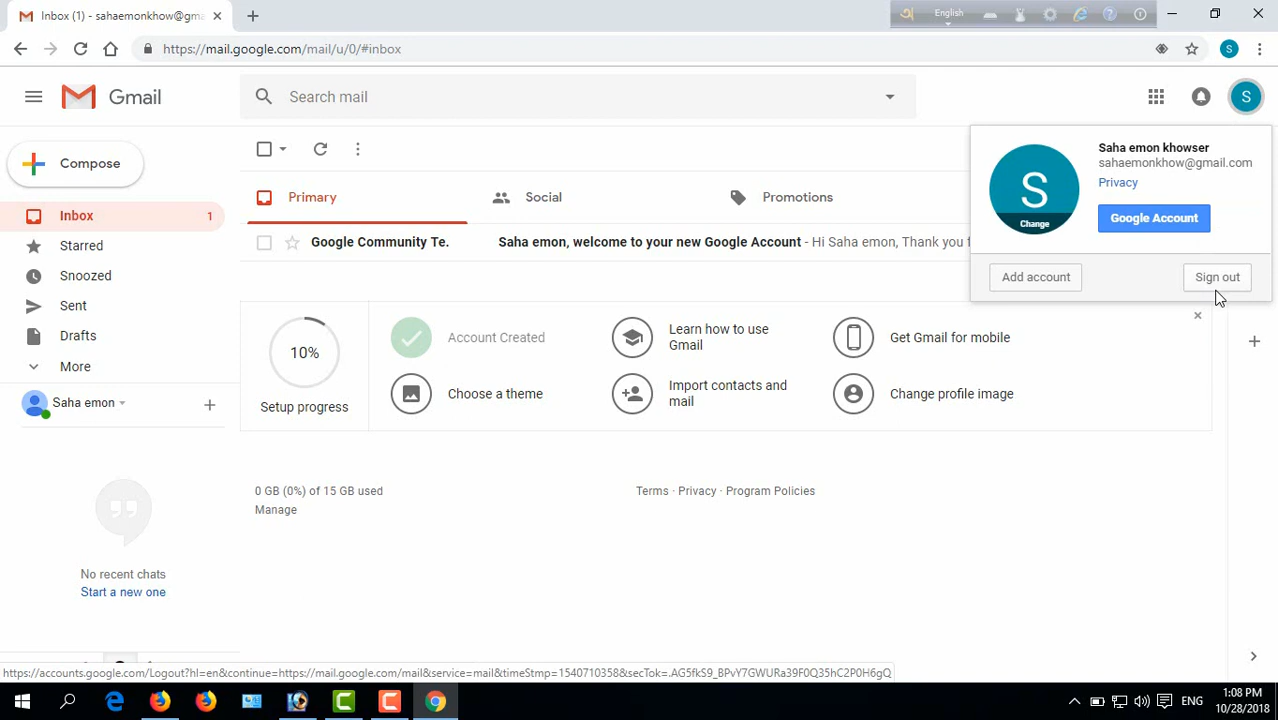 Inbox (1) - sahaemonkhow@gma
English
https://mail.google.com/mail/u/0/#inbox
S
Gmail
Search mail
S
Compose
Saha emon khowser
sahaemonkhow@gmail.com
Privacy
S
Change
Google Account
Add account
Sign out
Primary
Social
Promotions
Inbox
1
Google Community Te.
Saha emon, welcome to your new Google Account - Hi Saha emon, Thank you f
Starred
Snoozed
Sent
Drafts
More
Saha emon
10%
Setup progress
Account Created
Learn how to use
Gmail
Get Gmail for mobile
Choose a theme
Import contacts and
mail
Change profile image
0 GB (0%) of 15 GB used
Manage
Terms · Privacy · Program Policies
No recent chats
Start a new one
https://accounts.google.com/Logout?hl=en&continue=https://mail.google.com/mail&service=mail&timeStmp=1540710358&secTok=.AG5fkS9_BPvY7GWURa39F0Q35hC2P0H6gQ
ENG
1:08 PM
10/28/2018